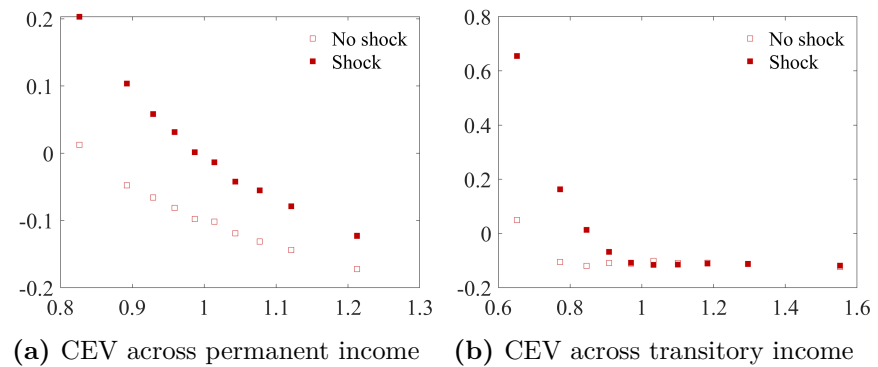 0.2
0.1
0
-0.1
-0.2
0.8 0.9 1 1.1 1.2 1.3
No shock
Shock
(a) CEV across permanent income
0.8
0.6
0.4
0.2
0
-0.2
0.6 0.8 1 1.2 1.4 1.6
No shock
Shock
(b) CEV across transitory income